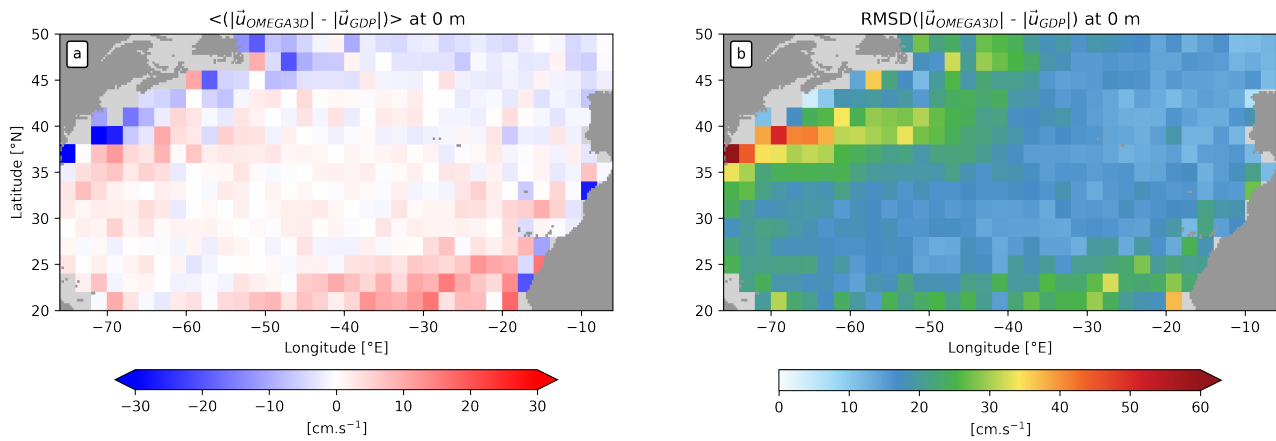 <(|u⃗OMEGA3D| - |u⃗GDP|)> at 0 m
a
50
45
40
35
30
25
20
Latitude [°N]
−70 −60 −50 −40 −30 −20 −10
Longitude [°E]
−30 −20 −10 0 10 20 30
[cm.s⁻¹]
RMSD(|u⃗OMEGA3D| - |u⃗GDP|) at 0 m
b
50
45
40
35
30
25
20
−70 −60 −50 −40 −30 −20 −10
Longitude [°E]
0 10 20 30 40 50 60
[cm.s⁻¹]